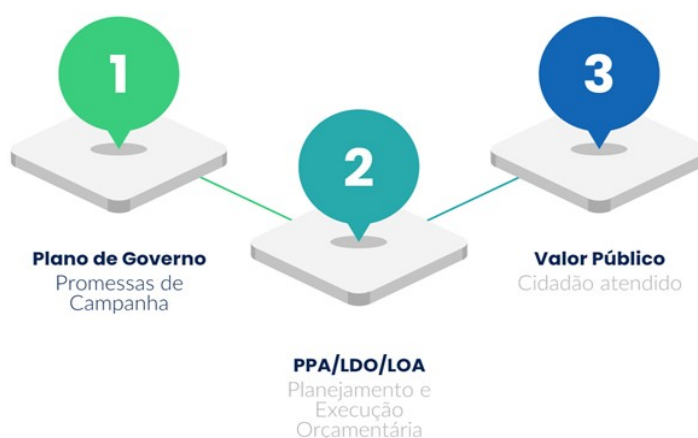 1
Plano de Governo
Promessas de
Campanha
2
PPA/LDO/LOA
Planejamento e
Execução
Orçamentária
3
Valor Público
Cidadão atendido